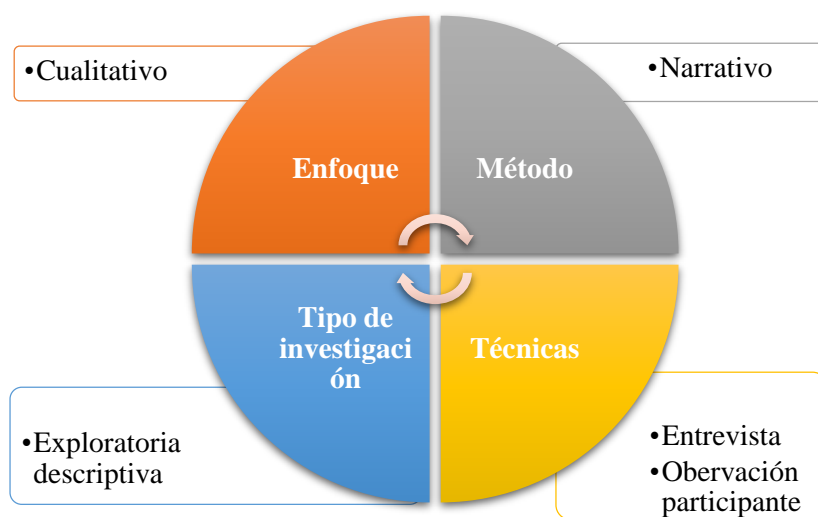 •Cualitativo
•Narrativo
Enfoque
Método
Tipo de
investigaci
ón
Técnicas
•Exploratoria
descriptiva
•Entrevista
•Obervación
participante